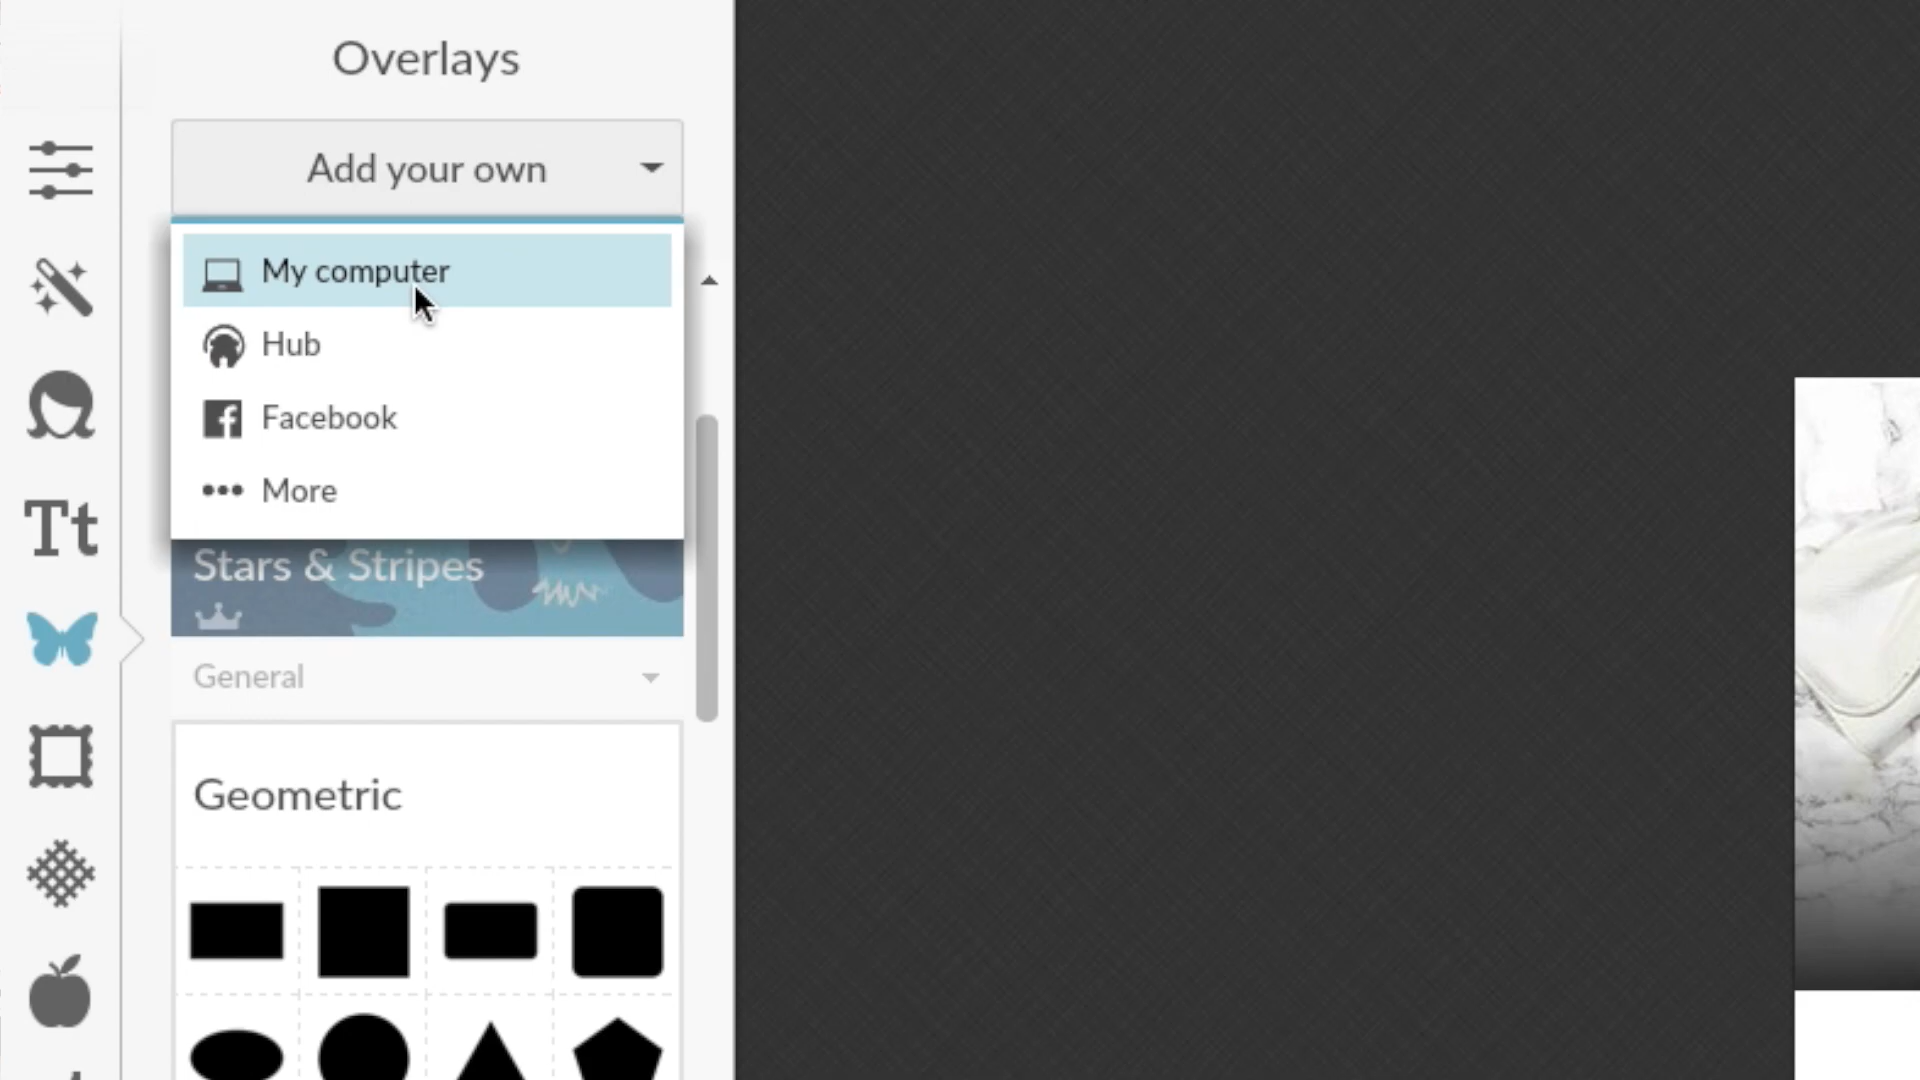 Overlays
Add your own
My computer
Hub
Facebook
More
Tt
Stars & Stripes
General
Geometric